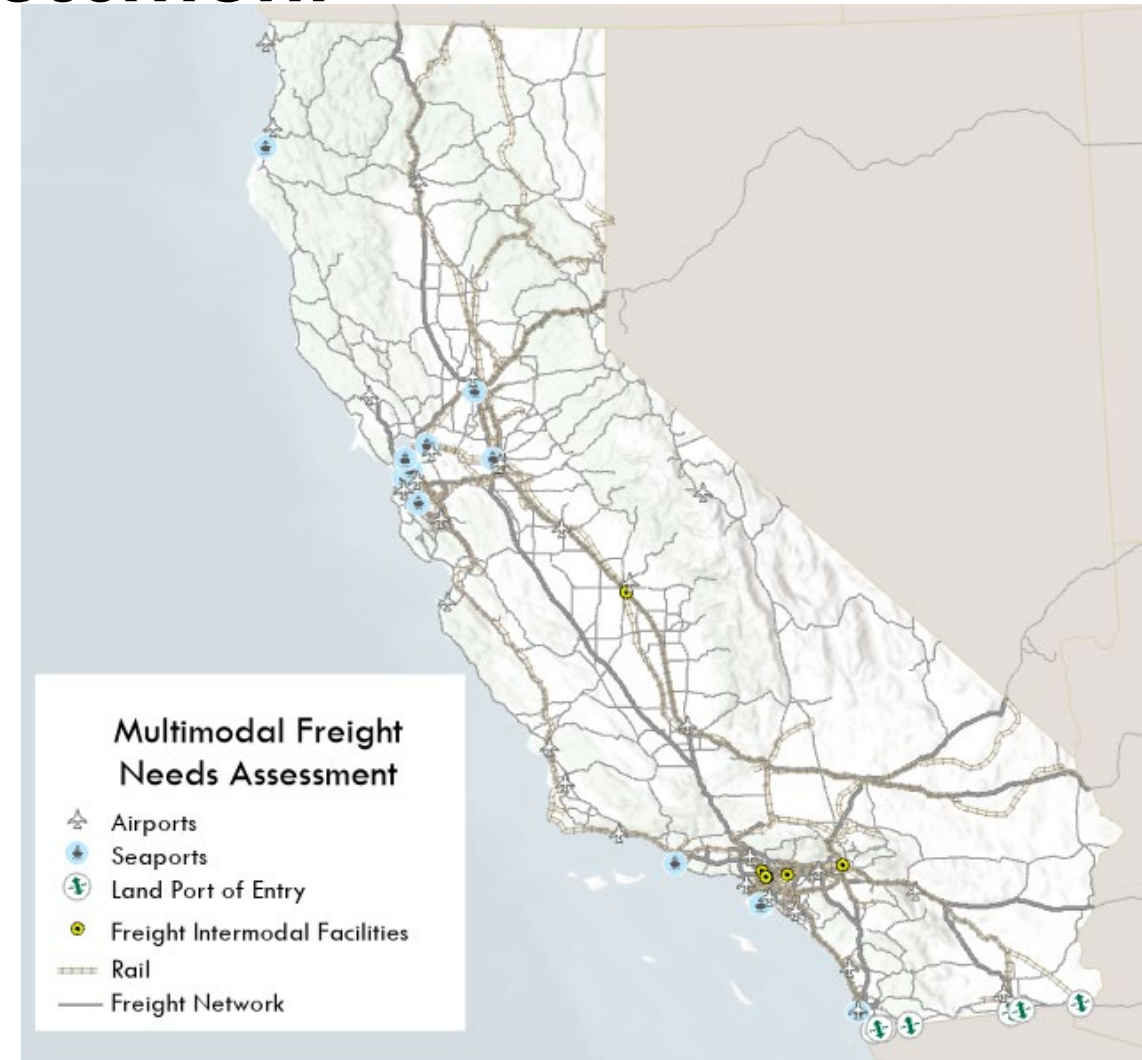 Multimodal Freight
Needs Assessment
Airports
Seaports
Land Port of Entry
Freight Intermodal Facilities
Rail
Freight Network